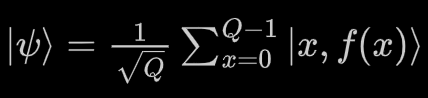 |ψ⟩ = 1/√Q ∑_{x=0}^{Q-1} |x, f(x)⟩